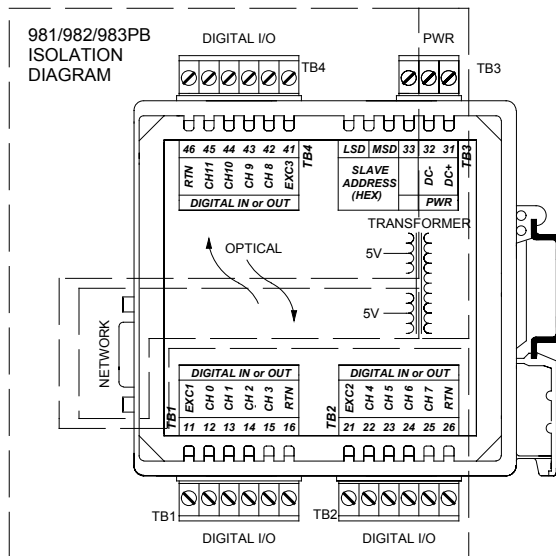 981/982/983PB
ISOLATION
DIAGRAM
DIGITAL I/O
TB4
PWR
TB3
46 45 44 43 42 41
RTN CH11 CH10 CH 9 CH 8 EXC3
TB4
DIGITAL IN or OUT
LSD MSD 33 32 31
SLAVE
ADDRESS
(HEX)
DC- DC+
TB3
PWR
TRANSFORMER
OPTICAL
5V
5V
NETWORK
DIGITAL IN or OUT
TB1
EXC1 CH 0 CH 1 CH 2 CH 3 RTN
11 12 13 14 15 16
DIGITAL IN or OUT
TB2
EXC2 CH 4 CH 5 CH 6 CH 7 RTN
21 22 23 24 25 26
TB1
DIGITAL I/O
TB2
DIGITAL I/O